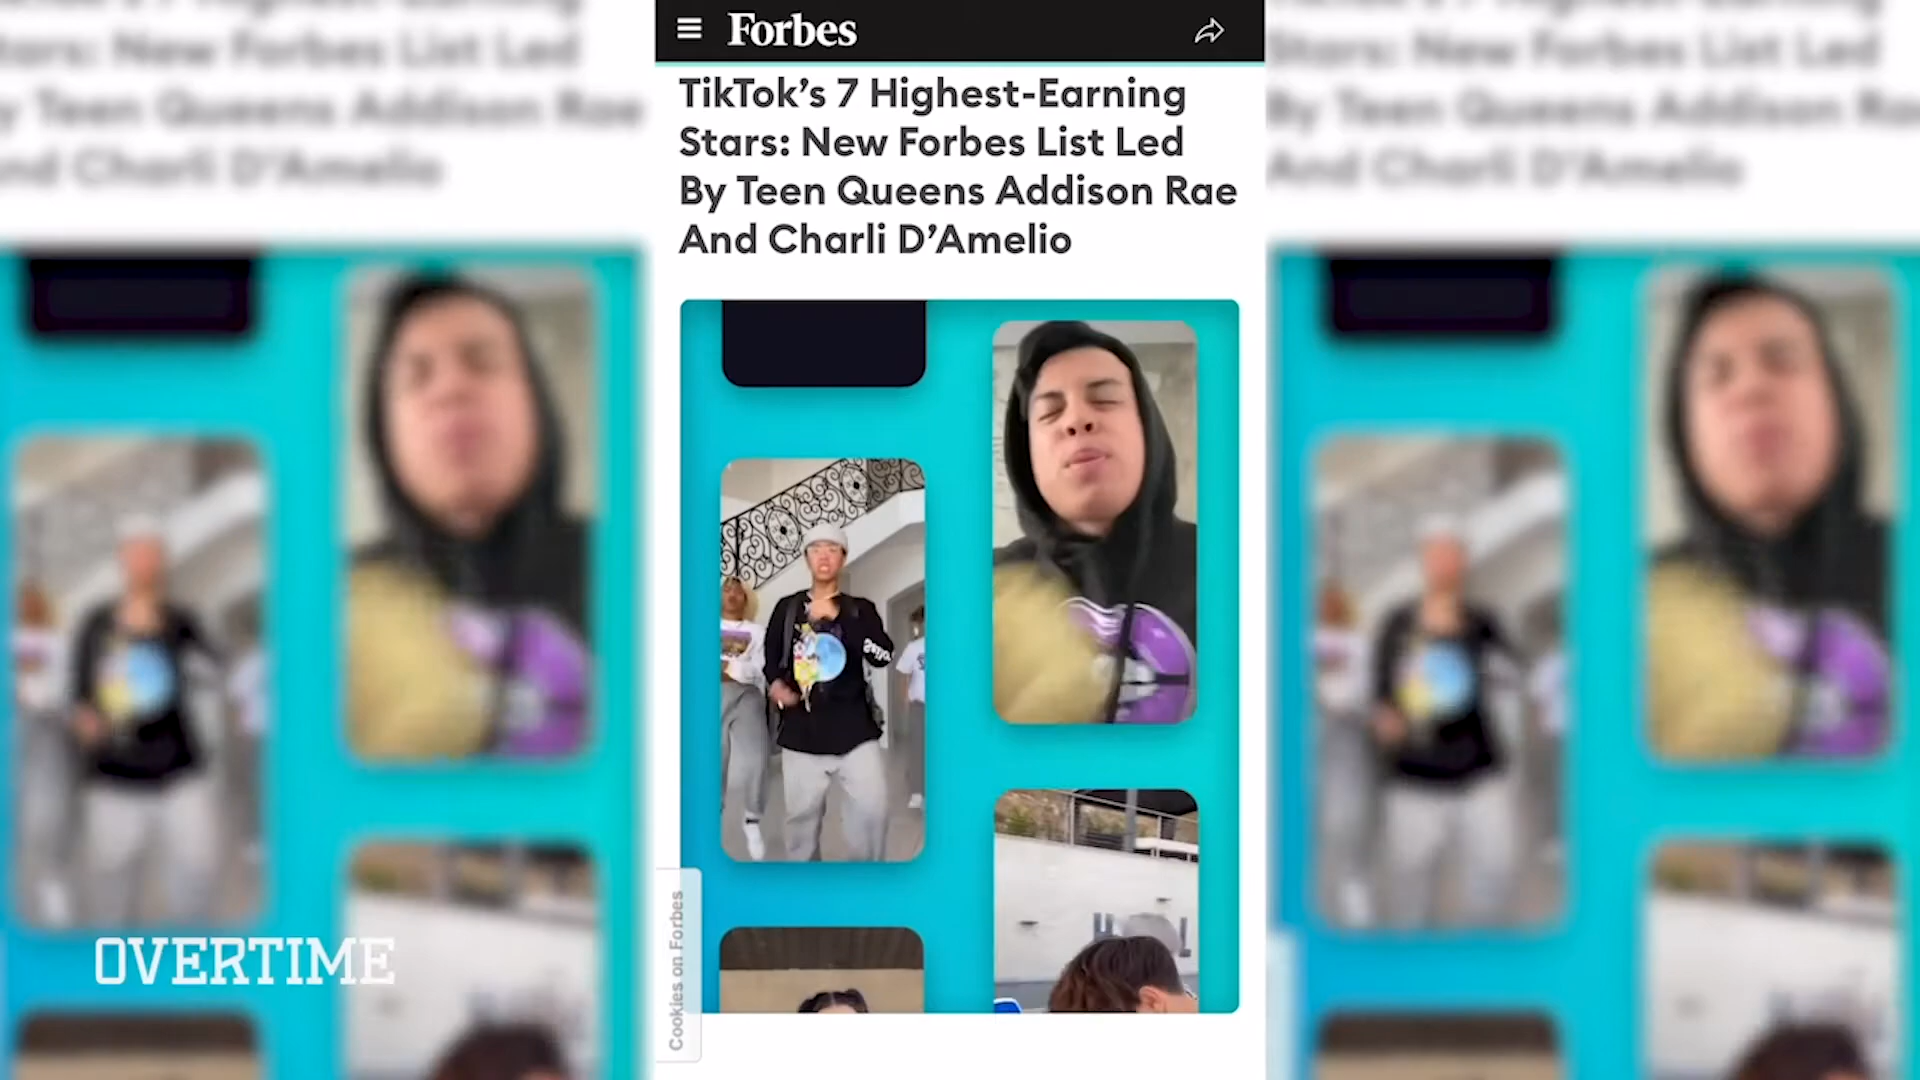 Forbes
TikTok’s 7 Highest-Earning
Stars: New Forbes List Led
By Teen Queens Addison Rae
And Charli D’Amelio
Cookies on Forbes
OVERTIME